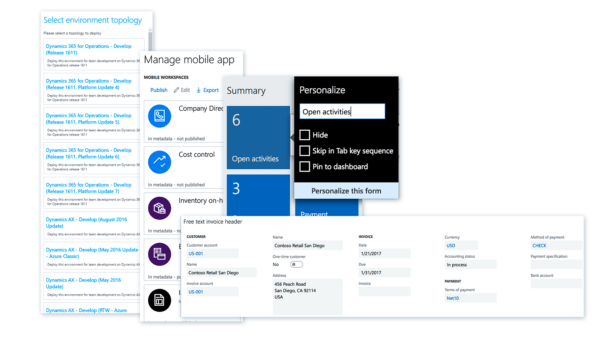 Select environment topology
Please select a topology to deploy.
Dynamics 365 for Operations - Develop
(Release 1611)
Deploy this environment for team development on Dynamics 36
for Operations release 1611
Dynamics 365 for Operations - Develop
(Release 1611, Platform Update 4)
Deploy this environment for team development on Dynamics 36
for Operations release 1611
Dynamics 365 for Operations - Develop
(Release 1611, Platform Update 5)
Deploy this environment for team development on Dynamics 36
for Operations release 1611
Dynamics 365 for Operations - Develop
(Release 1611, Platform Update 6)
Deploy this environment for team development on Dynamics 36
for Operations release 1611
Dynamics 365 for Operations - Develop
(Release 1611, Platform Update 7)
Deploy this environment for team development on Dynamics 36
for Operations release 1611
Dynamics AX - Develop (August 2016
Update)
Deploy this environment for team development on Dynamics AX
Dynamics AX - Develop (May 2016 Update
- Azure Classic)
Deploy this environment for team development on Dynamics AX
Dynamics AX - Develop (May 2016
Update)
Deploy this environment for team development on Dynamics AX
Dynamics AX - Develop (RTW - Azure
Manage mobile app
MOBILE WORKSPACES
Publish
Edit
Export
Company Direc
In metadata - not published
Cost control
In metadata - not published
Inventory on-h
In metadata - not published
In metadata - pu
In metadata - not published
Summary
6
Open activities
3
Payment
Personalize
Open activities
Hide
Skip in Tab key sequence
Pin to dashboard
Personalize this form
Free text invoice header
CUSTOMER
Customer account
US-001
Name
Contoso Retail San Diego
Invoice account
US-001
Name
Contoso Retail San Diego
One-time customer
No
Address
456 Peach Road
San Diego, CA 92114
USA
INVOICE
Date
1/21/2017
Due
1/31/2017
Invoice
Currency
USD
Accounting status
In process
PAYMENT
Terms of payment
Net10
Method of payment
CHECK
Payment specification
Bank account